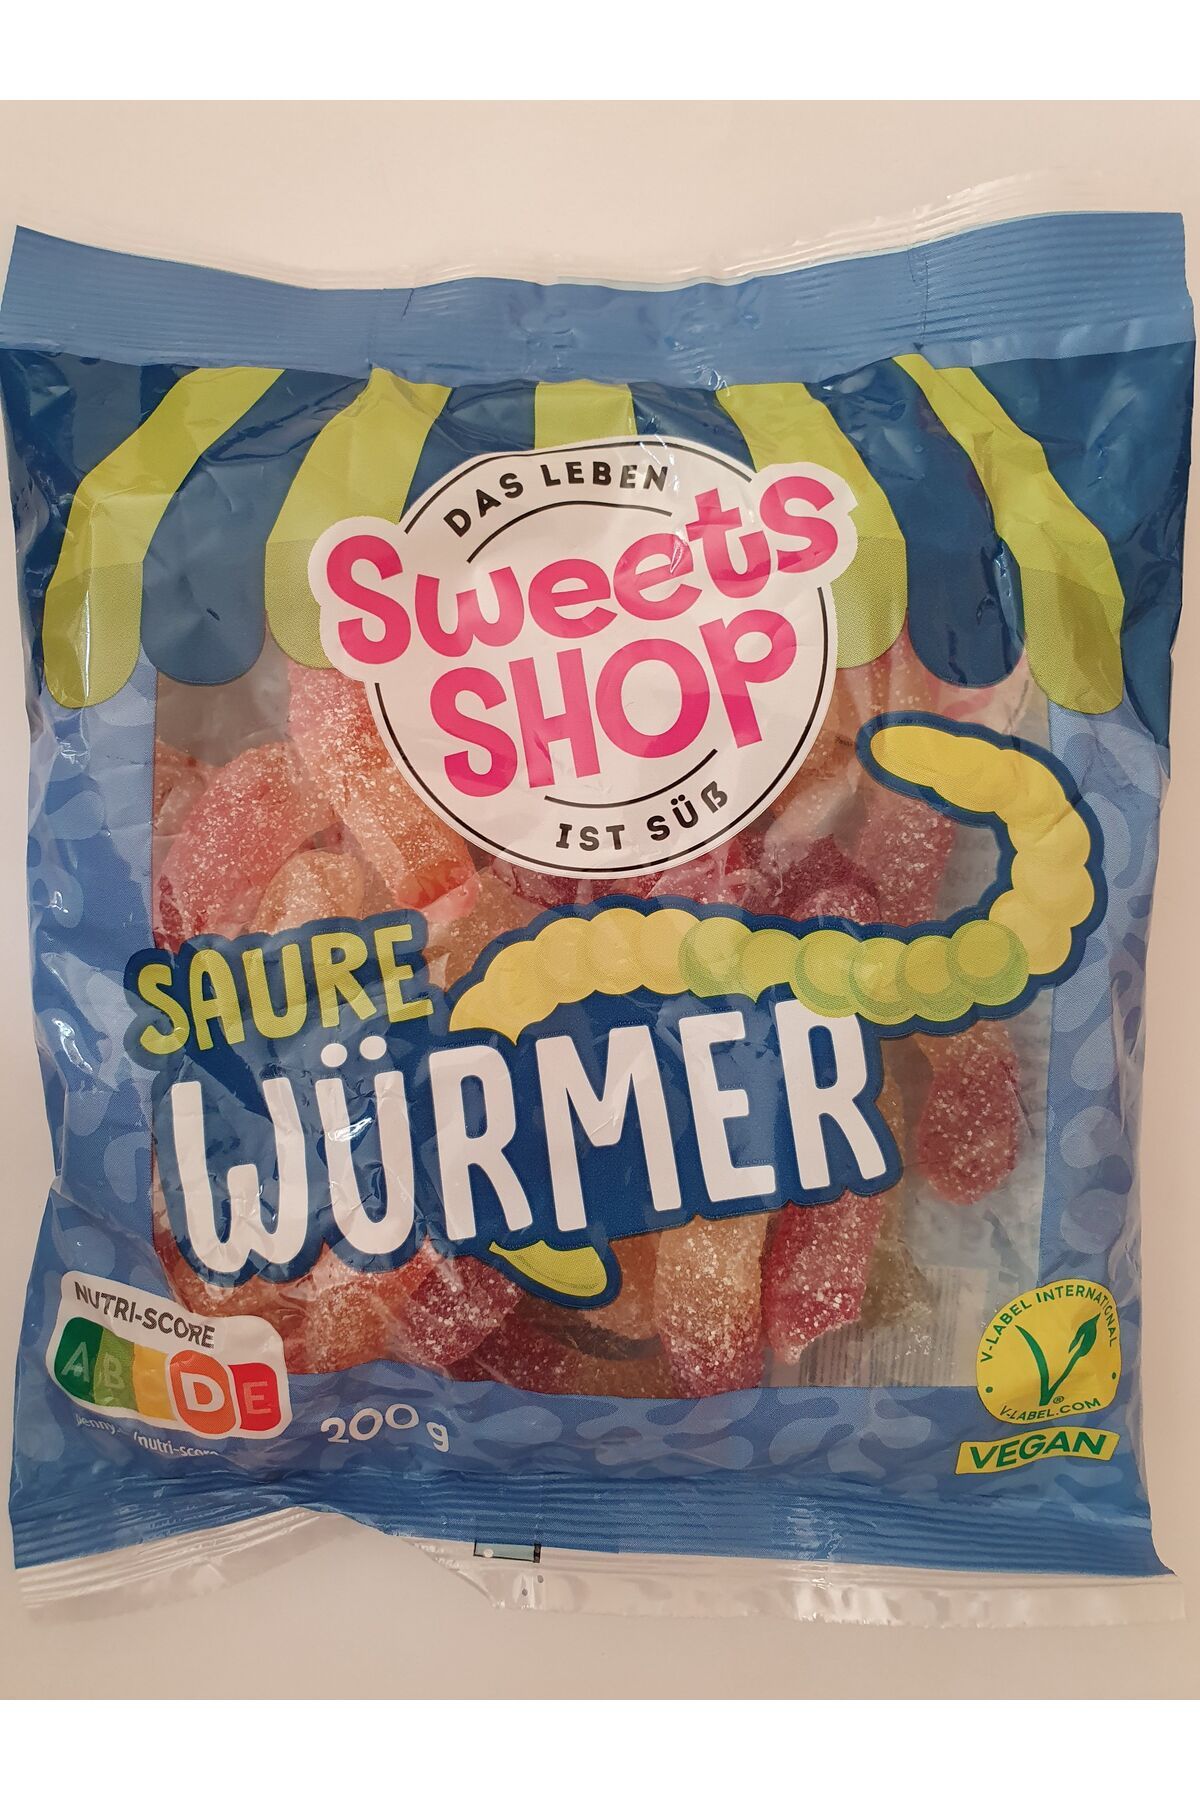 DAS LEBEN
Sweets
SHOP
IST SÜẞ
SAURE
WÜRMER
NUTRI-SCORE
A B C D E
200 g
V-LABEL INTERNATIONAL
V-LABEL.COM
VEGAN